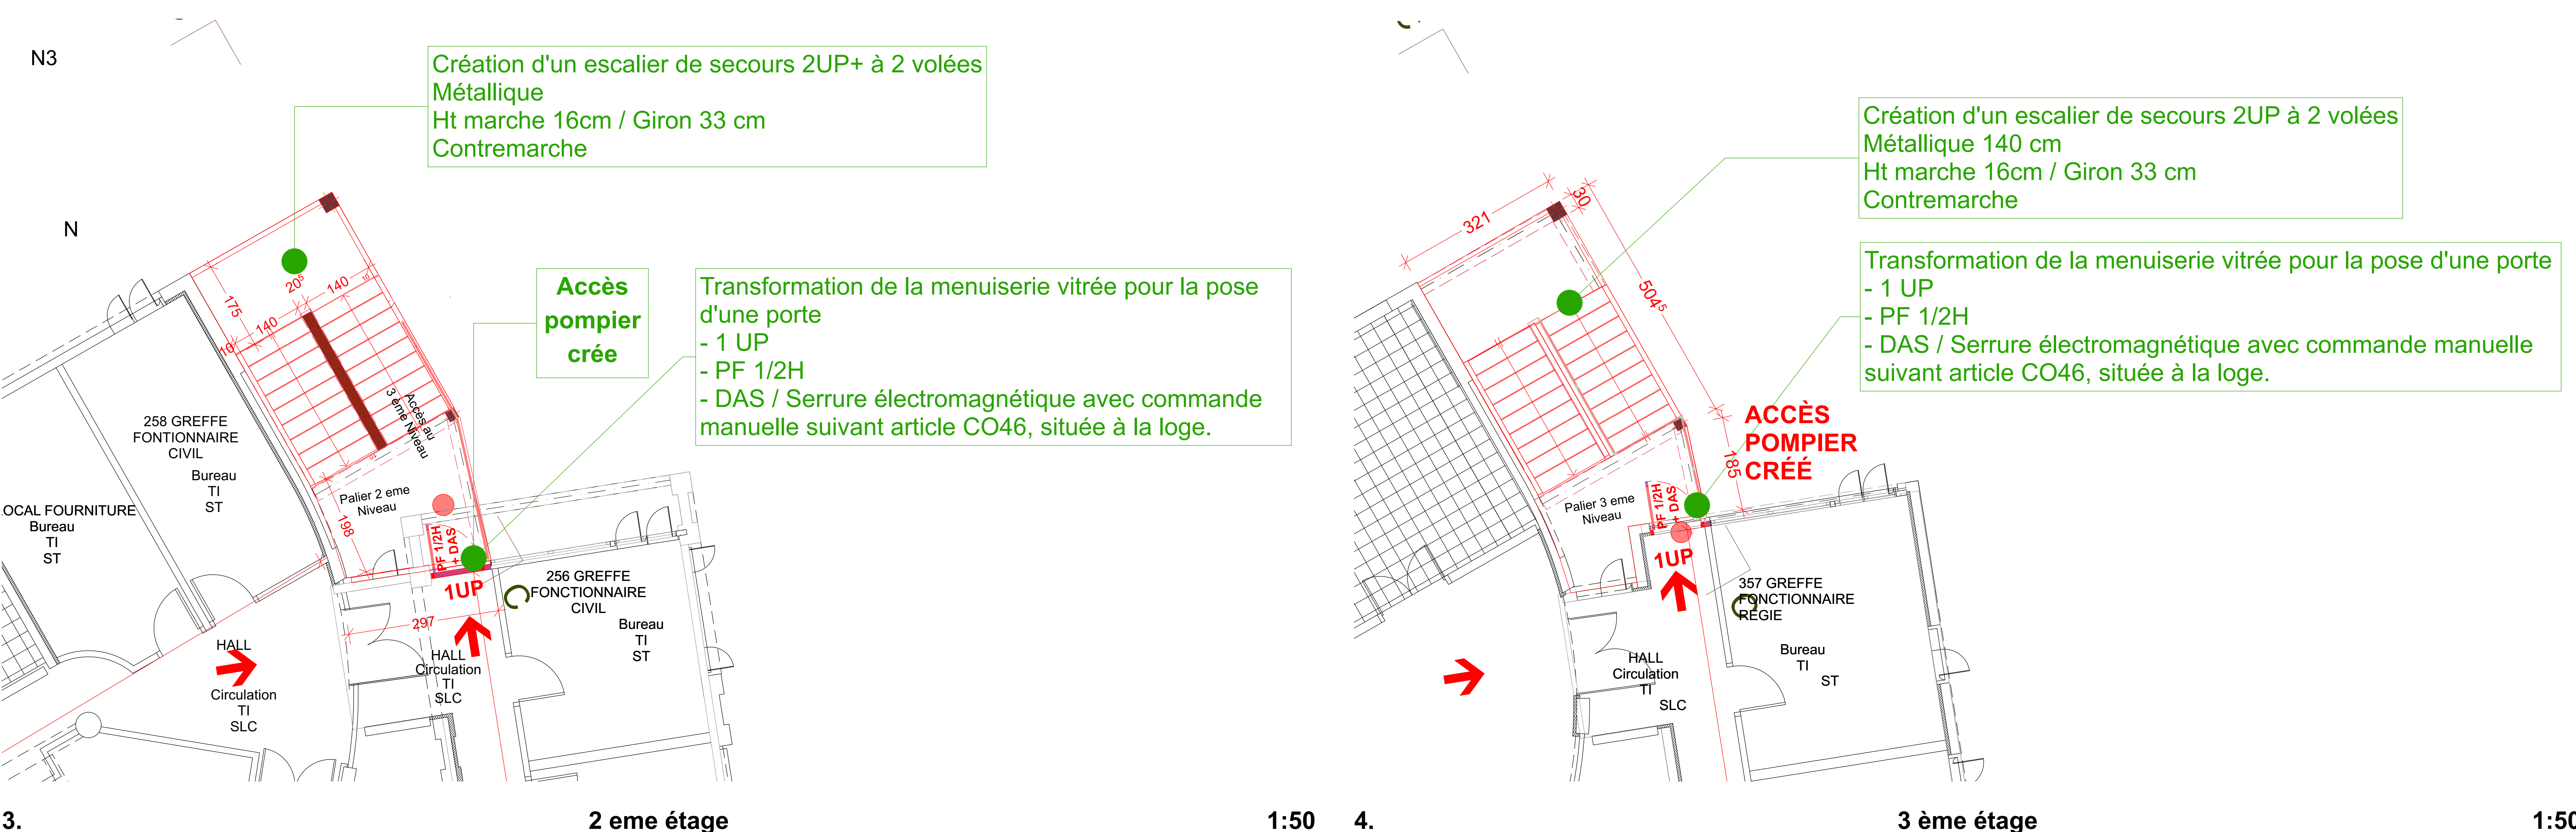 N3
N
Création d'un escalier de secours 2UP+ à 2 volées
Métallique
Ht marche 16cm / Giron 33 cm
Contremarche
Accès
pompier
crée
Transformation de la menuiserie vitrée pour la pose
d'une porte
- 1 UP
- PF 1/2H
- DAS / Serrure électromagnétique avec commande
manuelle suivant article CO46, située à la loge.
175
20⁵
140
10
140
10
10
Accès au
3 eme Niveau
Palier 2 eme
Niveau
198
PF 1/2H
+ DAS
1UP
297
258 GREFFE
FONTIONNAIRE
CIVIL
Bureau
TI
ST
LOCAL FOURNITURE
Bureau
TI
ST
256 GREFFE
FONCTIONNAIRE
CIVIL
Bureau
TI
ST
HALL
Circulation
TI
SLC
HALL
Circulation
TI
SLC
3.
2 eme étage
1:50
Création d'un escalier de secours 2UP à 2 volées
Métallique 140 cm
Ht marche 16cm / Giron 33 cm
Contremarche
Transformation de la menuiserie vitrée pour la pose d'une porte
- 1 UP
- PF 1/2H
- DAS / Serrure électromagnétique avec commande manuelle
suivant article CO46, située à la loge.
321
30
504⁵
185
ACCÈS
POMPIER
CRÉÉ
Palier 3 eme
Niveau
PF 1/2H
+ DAS
1UP
357 GREFFE
FONCTIONNAIRE
REGIE
Bureau
TI
ST
HALL
Circulation
TI
SLC
4.
3 ème étage
1:50